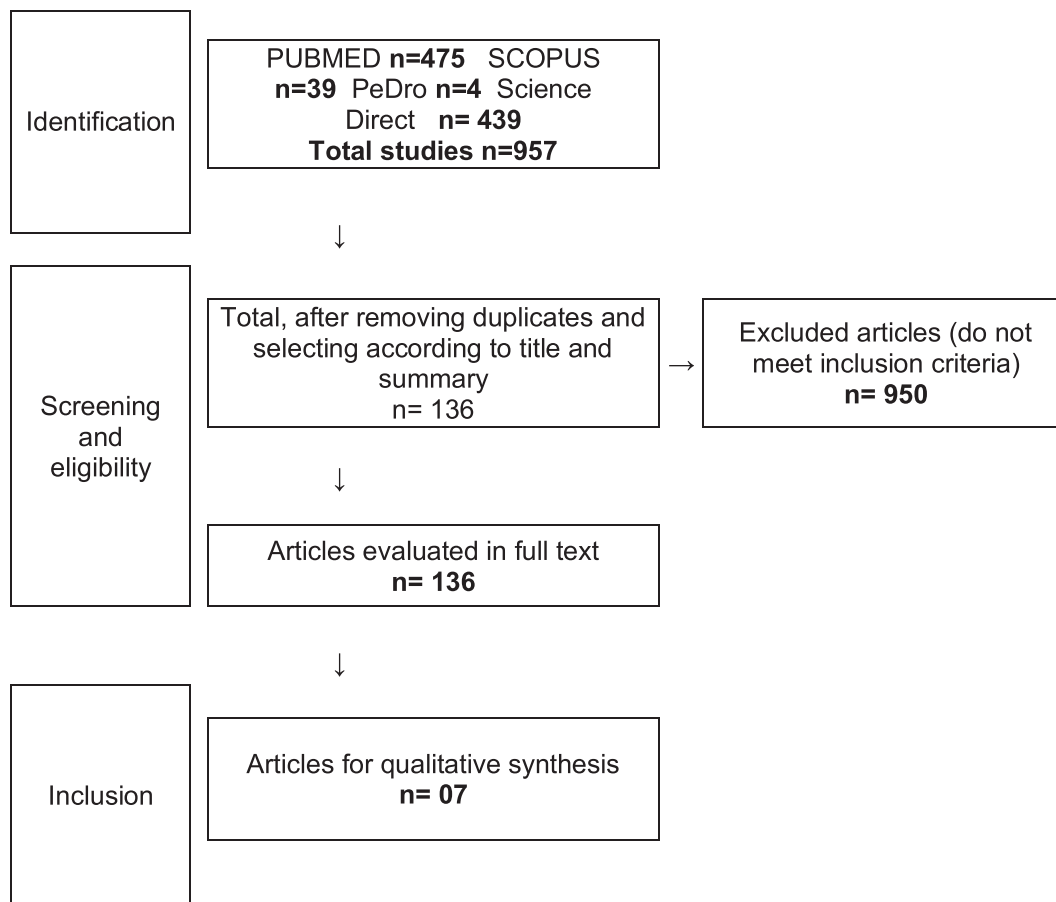 Identification
PUBMED n=475 SCOPUS
n=39 PeDro n=4 Science
Direct n= 439
Total studies n=957
↓
Screening
and
eligibility
Total, after removing duplicates and
selecting according to title and
summary
n= 136
→
Excluded articles (do not
meet inclusion criteria)
n= 950
↓
Articles evaluated in full text
n= 136
↓
Inclusion
Articles for qualitative synthesis
n= 07